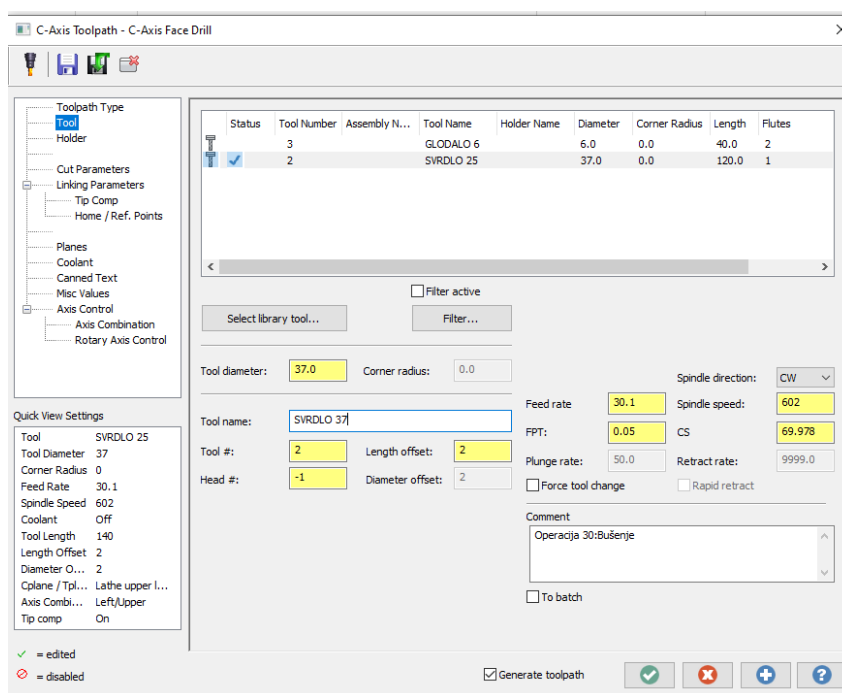 C-Axis Toolpath - C-Axis Face Drill
Toolpath Type
Tool
Holder
Cut Parameters
Linking Parameters
Tip Comp
Home / Ref. Points
Planes
Coolant
Canned Text
Misc Values
Axis Control
Axis Combination
Rotary Axis Control
Status Tool Number Assembly N... Tool Name Holder Name Diameter Corner Radius Length Flutes
3 GLODALO 6 6.0 0.0 40.0 2
2 SVRDLO 25 37.0 0.0 120.0 1
Filter active
Select library tool... Filter...
Tool diameter: 37.0 Corner radius: 0.0
Tool name: SVRDLO 37
Tool #: 2 Length offset: 2
Head #: -1 Diameter offset: 2
Spindle direction: CW
Feed rate 30.1 Spindle speed: 602
FPT: 0.05 CS 69.978
Plunge rate: 50.0 Retract rate: 9999.0
Force tool change Rapid retract
Comment
Operacija 30:Bušenje
To batch
Quick View Settings
Tool SVRDLO 25
Tool Diameter 37
Corner Radius 0
Feed Rate 30.1
Spindle Speed 602
Coolant Off
Tool Length 140
Length Offset 2
Diameter O... 2
Cplane / Tpl... Lathe upper l...
Axis Combi... Left/Upper
Tip comp On
= edited
= disabled
Generate toolpath